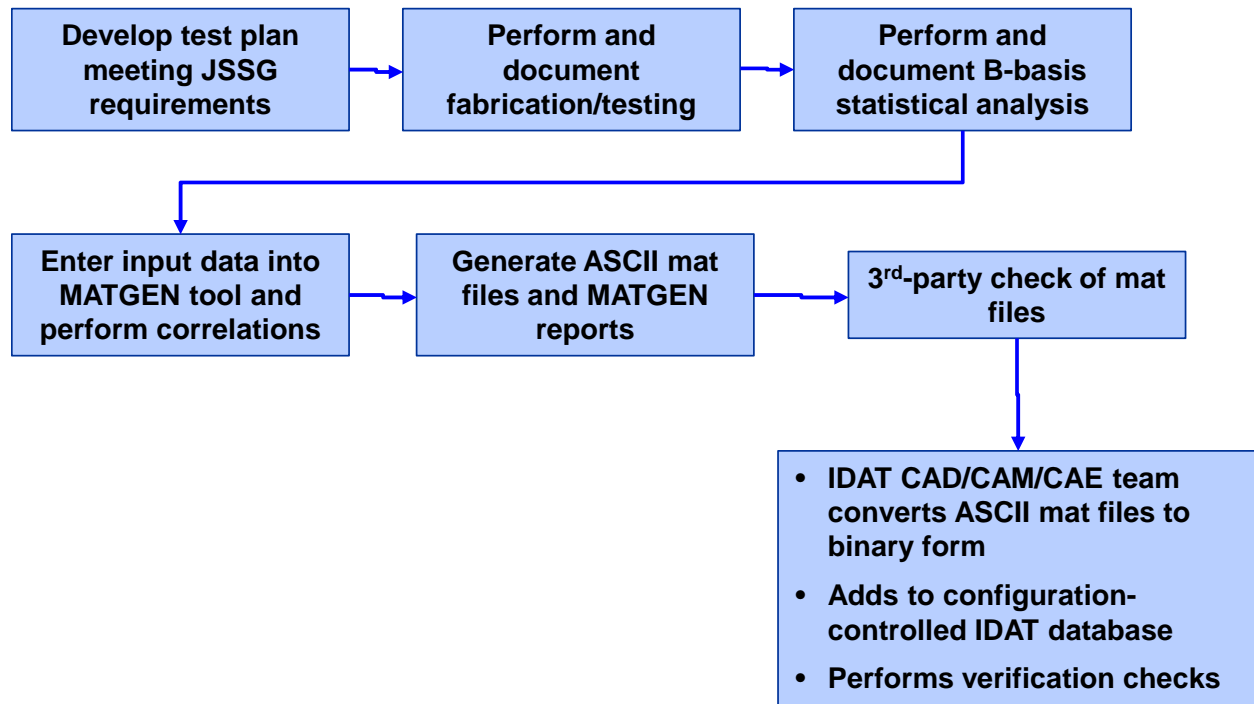 Develop test plan
meeting JSSG
requirements
Perform and
document
fabrication/testing
Perform and
document B-basis
statistical analysis
Enter input data into
MATGEN tool and
perform correlations
Generate ASCII mat
files and MATGEN
reports
3rd-party check of mat
files
• IDAT CAD/CAM/CAE team
converts ASCII mat files to
binary form
• Adds to configuration-
controlled IDAT database
• Performs verification checks